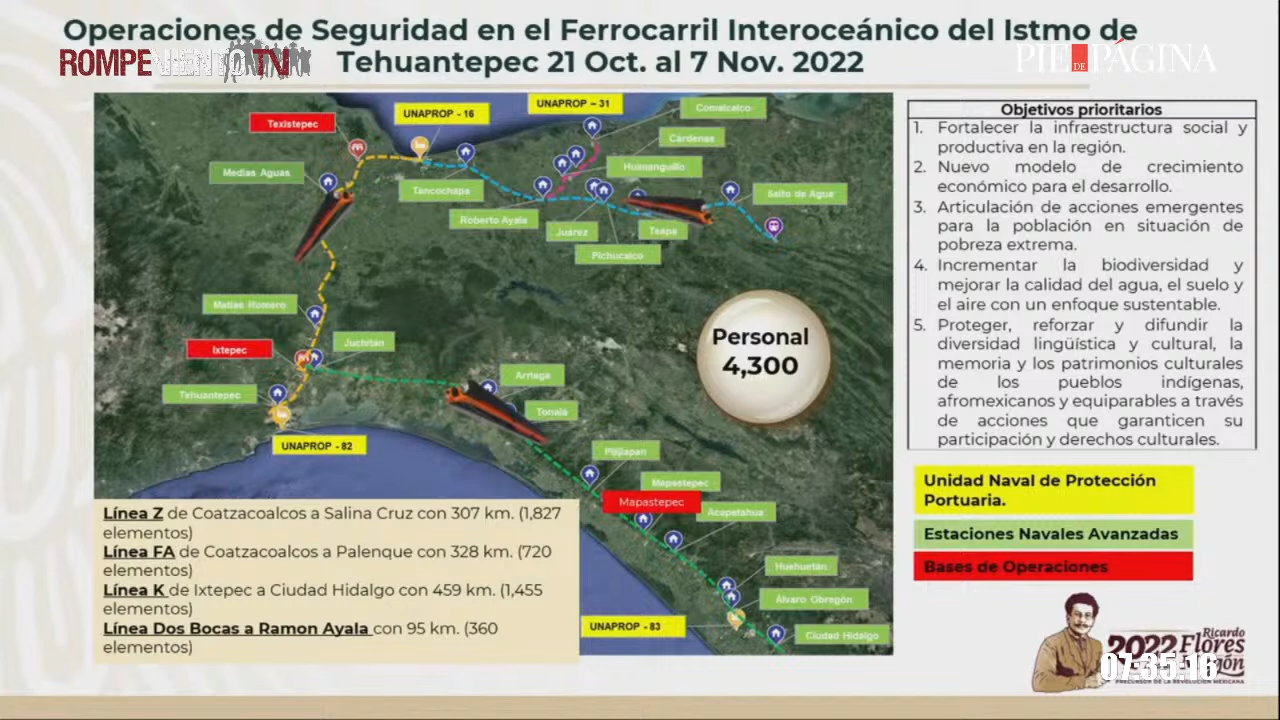 Operaciones de Seguridad en el Ferrocarril Interoceánico del Istmo de
Tehuantepec 21 Oct. al 7 Nov. 2022
ROMPEVIENTO TV
PIE DE PÁGINA
UNAPROP - 16
UNAPROP – 31
Comalcalco
Texistepec
Cárdenas
Huimanguillo
Medias Aguas
Tancochapa
Salto de Agua
Roberto Ayala
Juárez
Teapa
Pichucalco
Matías Romero
Ixtepec
Juchitán
Tehuantepec
Arriaga
Tonalá
UNAPROP - 82
Pijijiapan
Mapastepec
Mapastepec
Acapetahua
Huehuetán
Álvaro Obregón
UNAPROP - 83
Ciudad Hidalgo
Personal
4,300
Línea Z de Coatzacoalcos a Salina Cruz con 307 km. (1,827
elementos)
Línea FA de Coatzacoalcos a Palenque con 328 km. (720
elementos)
Línea K de Ixtepec a Ciudad Hidalgo con 459 km. (1,455
elementos)
Línea Dos Bocas a Ramon Ayala con 95 km. (360
elementos)
Objetivos prioritarios
1. Fortalecer la infraestructura social y
productiva en la región.
2. Nuevo modelo de crecimiento
económico para el desarrollo.
3. Articulación de acciones emergentes
para la población en situación de
pobreza extrema.
4. Incrementar la biodiversidad y
mejorar la calidad del agua, el suelo y
el aire con un enfoque sustentable.
5. Proteger, reforzar y difundir la
diversidad lingüística y cultural, la
memoria y los patrimonios culturales
de los pueblos indígenas,
afromexicanos y equiparables a través
de acciones que garanticen su
participación y derechos culturales.
Unidad Naval de Protección
Portuaria.
Estaciones Navales Avanzadas
Bases de Operaciones
2022 Ricardo
Flores
Magón
PRECURSOR DE LA REVOLUCIÓN MEXICANA
07:35:16